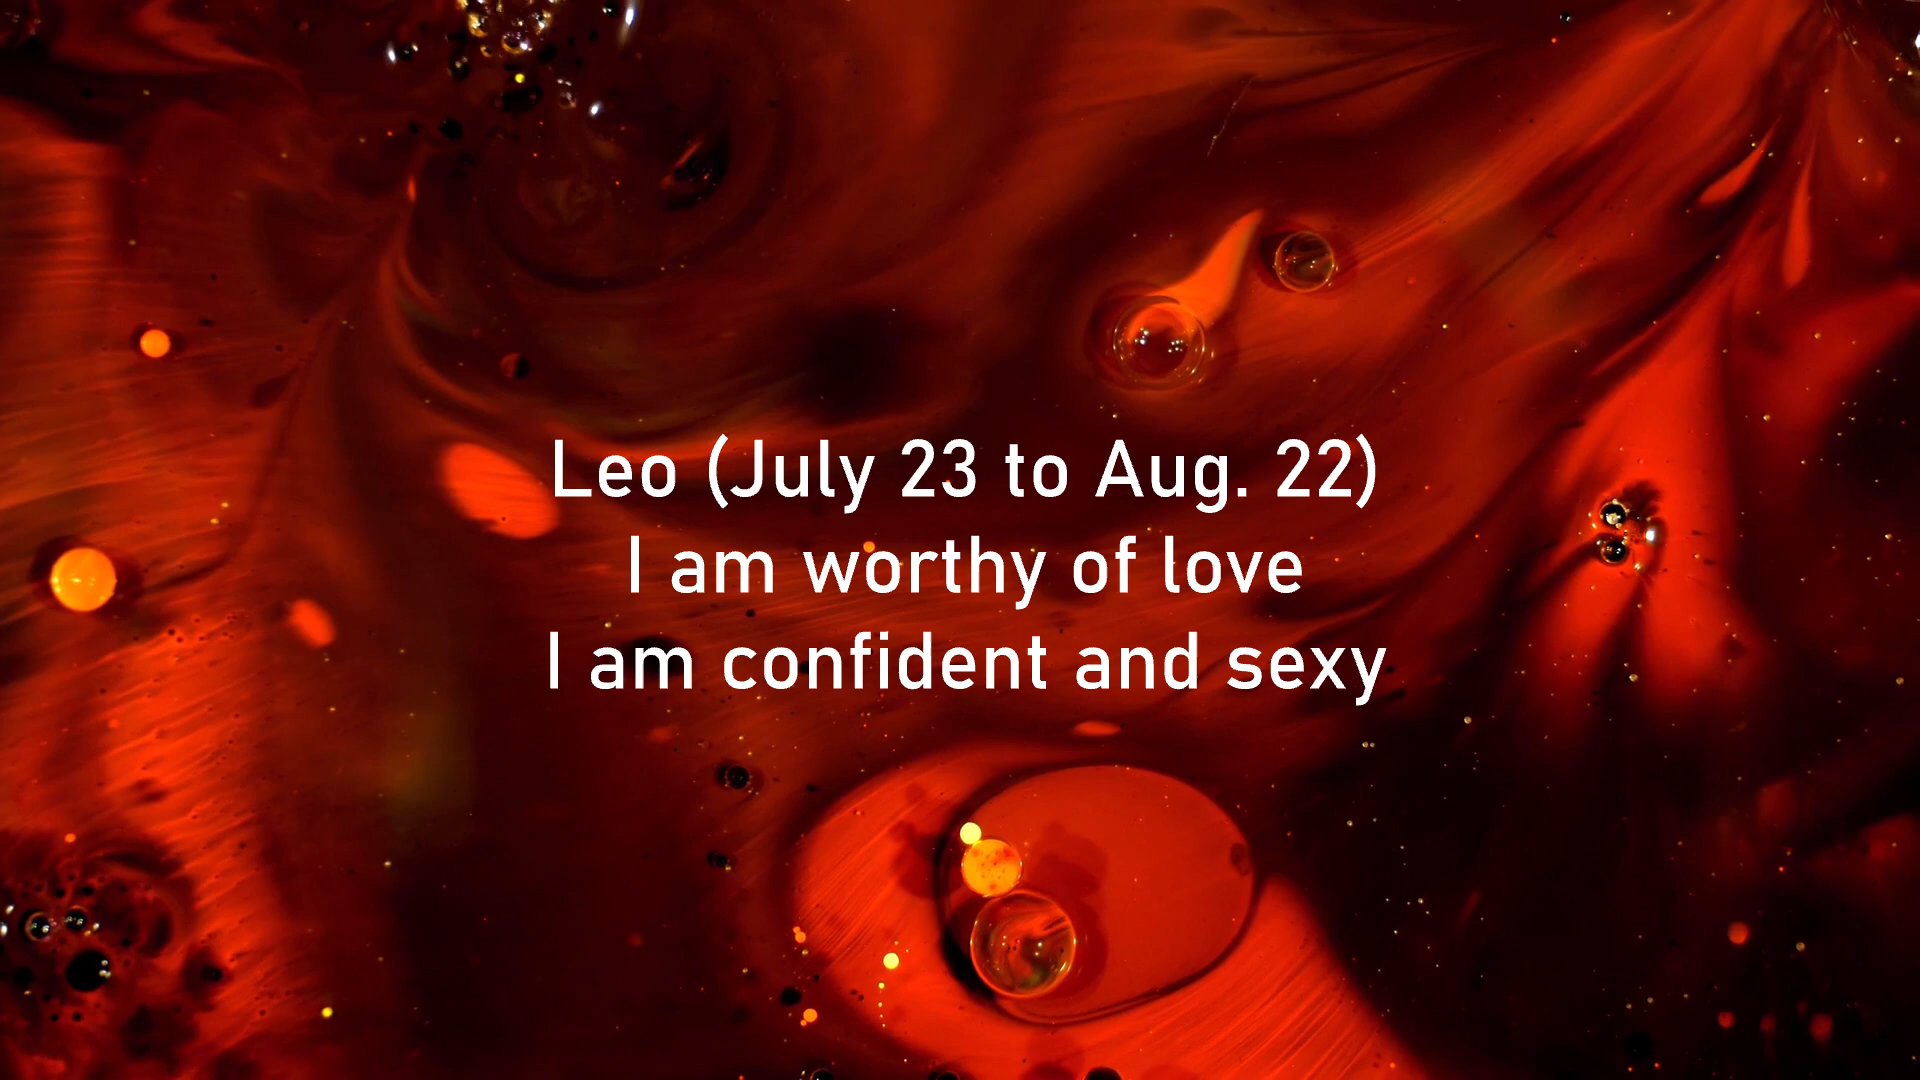 Leo (July 23 to Aug. 22)
I am worthy of love
I am confident and sexy